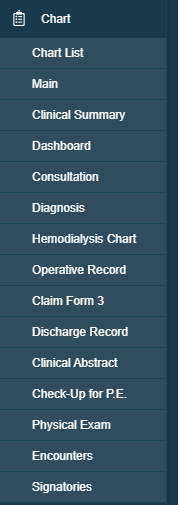 Chart
Chart List
Main
Clinical Summary
Dashboard
Consultation
Diagnosis
Hemodialysis Chart
Operative Record
Claim Form 3
Discharge Record
Clinical Abstract
Check-Up for P.E.
Physical Exam
Encounters
Signatories